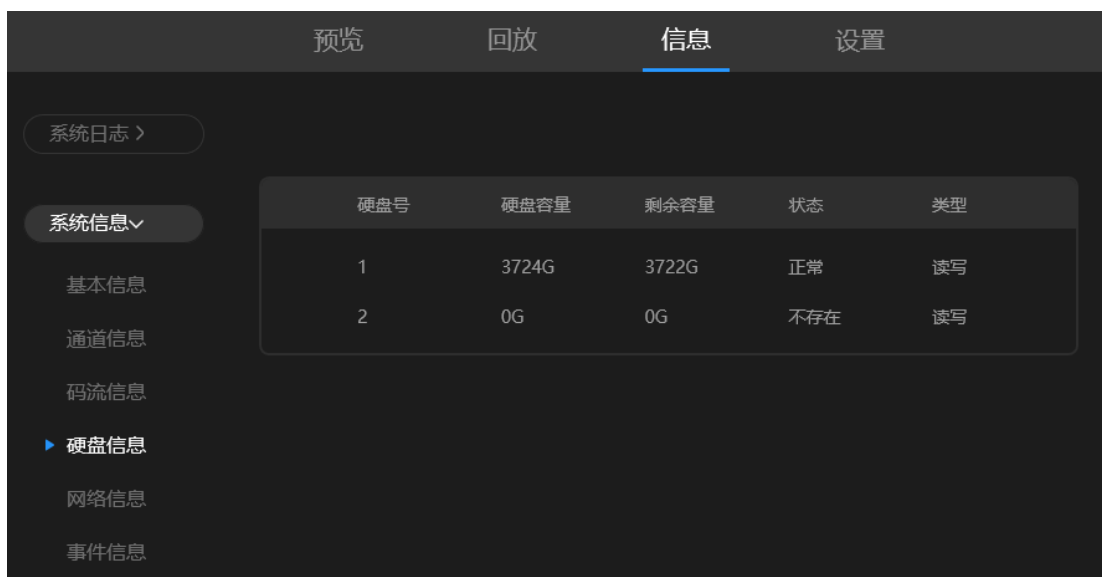 预览 回放 信息 设置
系统日志 >
系统信息
基本信息
通道信息
码流信息
硬盘信息
网络信息
事件信息
硬盘号 硬盘容量 剩余容量 状态 类型
1 3724G 3722G 正常 读写
2 0G 0G 不存在 读写